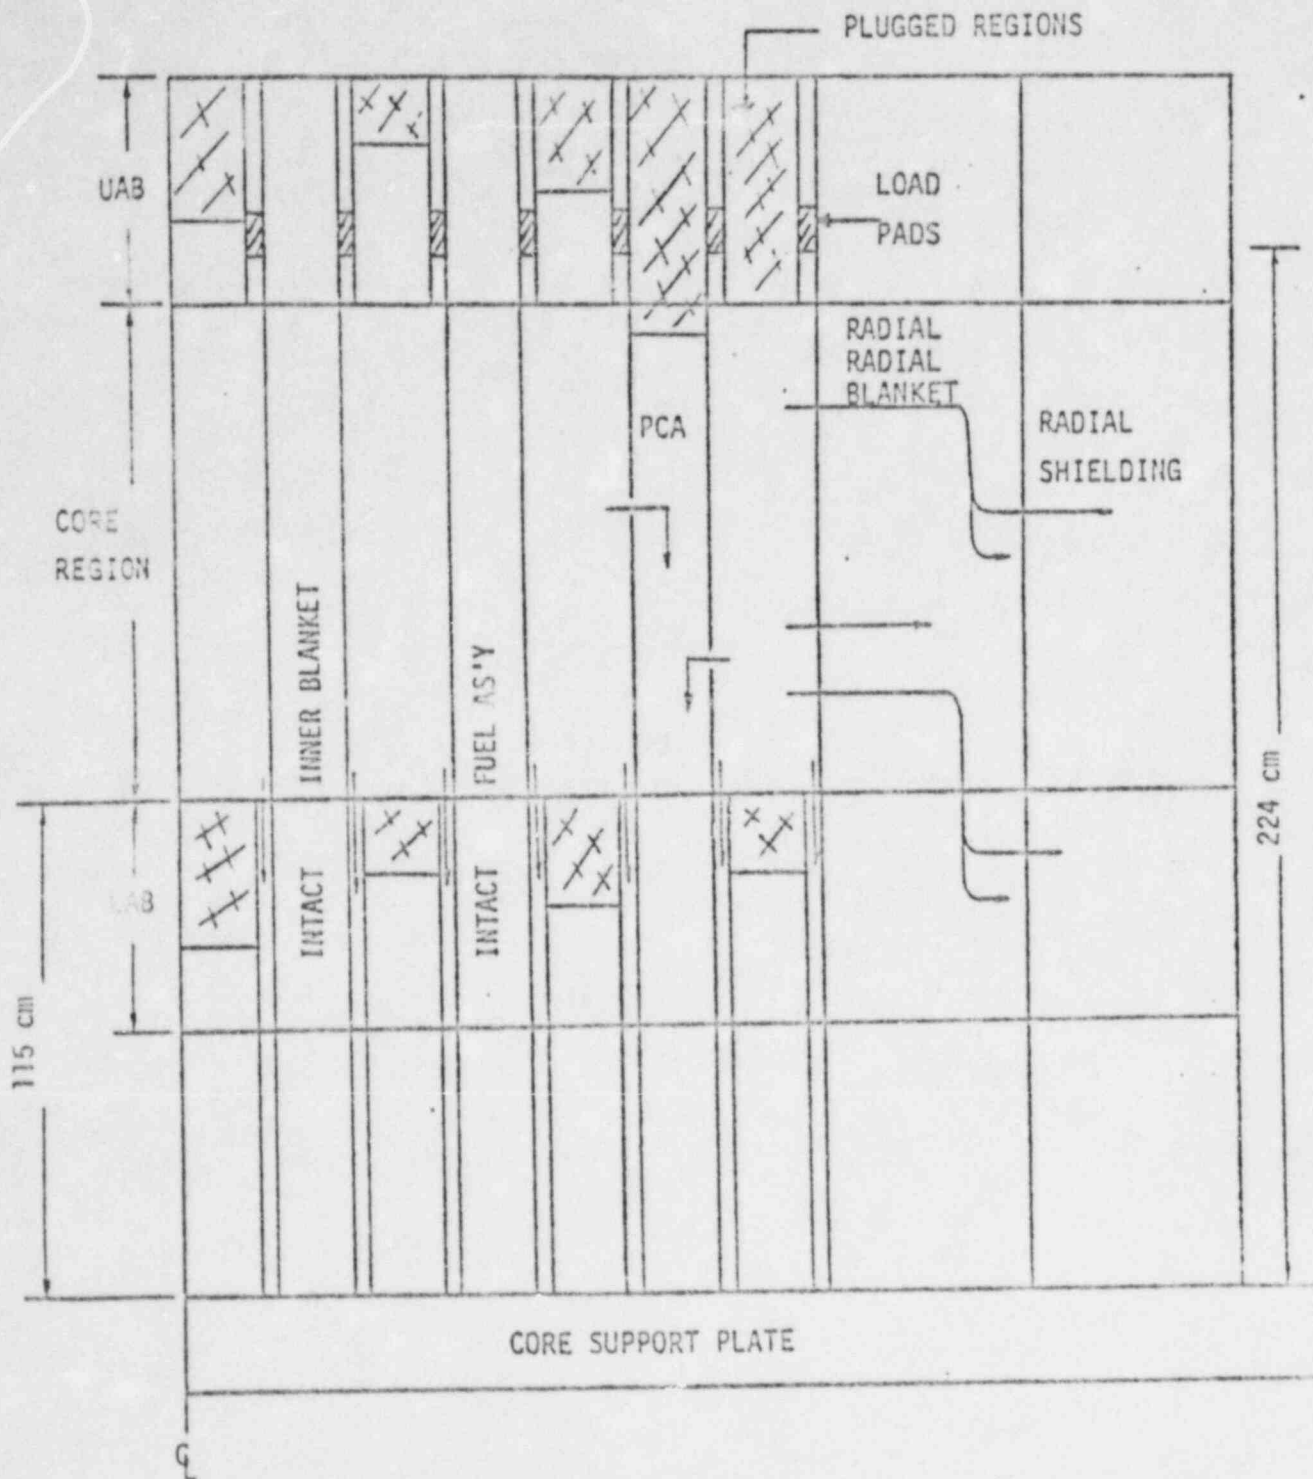 PLUGGED REGIONS
UAB
LOAD
PADS
RADIAL
RADIAL
BLANKET
PCA
RADIAL
SHIELDING
CORE
REGION
INNER BLANKET
FUEL AS'Y
224 cm
LAB
INTACT
INTACT
115 cm
CORE SUPPORT PLATE
CL